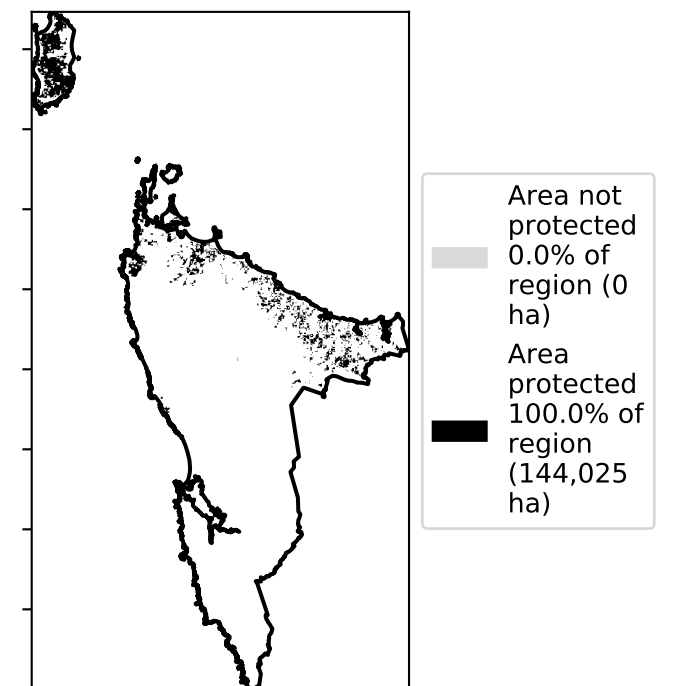 Area not
protected
0.0% of
region (0
ha)
Area
protected
100.0% of
region
(144,025
ha)